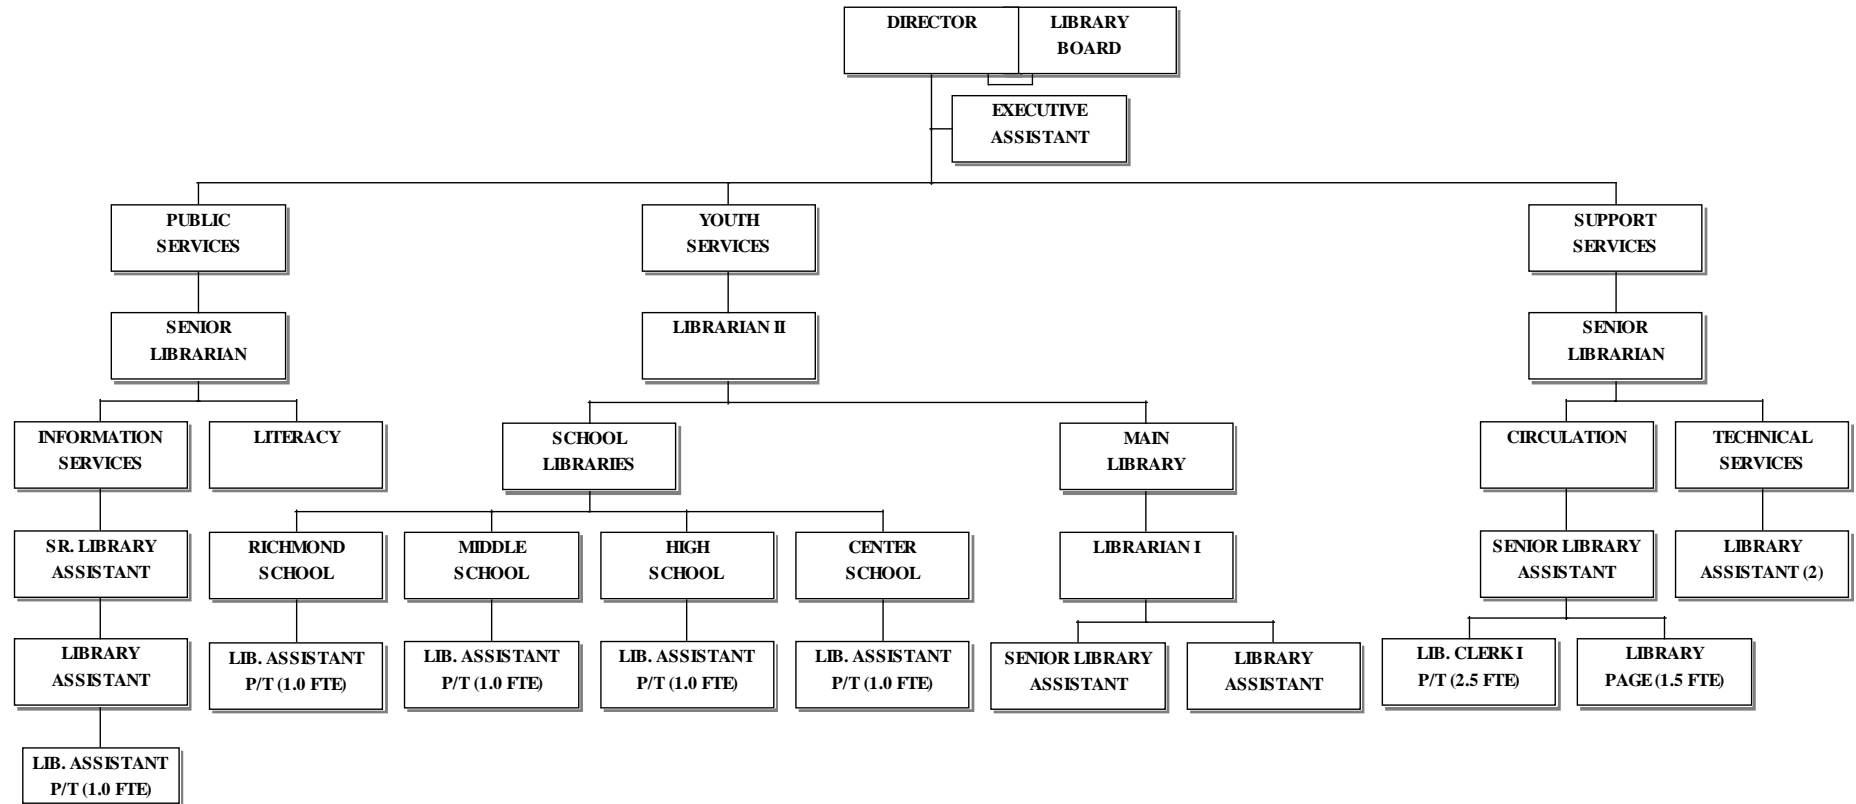 DIRECTOR
LIBRARY
BOARD
EXECUTIVE
ASSISTANT
PUBLIC
SERVICES
YOUTH
SERVICES
SUPPORT
SERVICES
SENIOR
LIBRARIAN
LIBRARIAN II
SENIOR
LIBRARIAN
INFORMATION
SERVICES
LITERACY
SCHOOL
LIBRARIES
MAIN
LIBRARY
CIRCULATION
TECHNICAL
SERVICES
SR. LIBRARY
ASSISTANT
RICHMOND
SCHOOL
MIDDLE
SCHOOL
HIGH
SCHOOL
CENTER
SCHOOL
LIBRARIAN I
SENIOR LIBRARY
ASSISTANT
LIBRARY
ASSISTANT (2)
LIBRARY
ASSISTANT
LIB. ASSISTANT
P/T (1.0 FTE)
LIB. ASSISTANT
P/T (1.0 FTE)
LIB. ASSISTANT
P/T (1.0 FTE)
LIB. ASSISTANT
P/T (1.0 FTE)
SENIOR LIBRARY
ASSISTANT
LIBRARY
ASSISTANT
LIB. CLERK I
P/T (2.5 FTE)
LIBRARY
PAGE (1.5 FTE)
LIB. ASSISTANT
P/T (1.0 FTE)